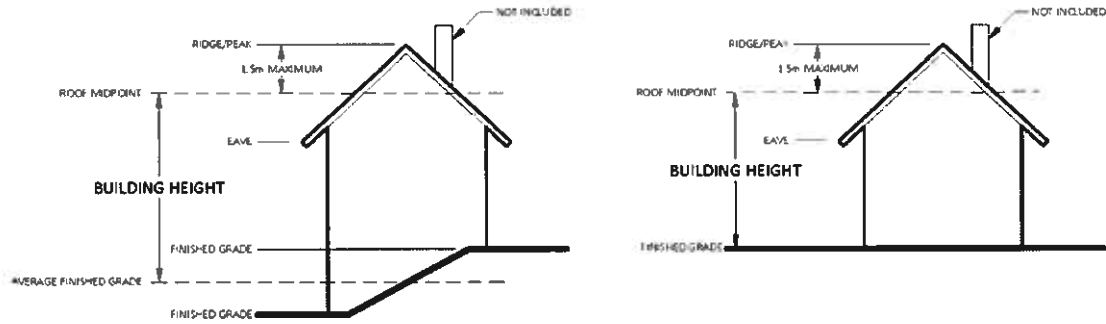 NOT INCLUDED
RIDGE/PEAK
1.5m MAXIMUM
ROOF MIDPOINT
EAVE
BUILDING HEIGHT
FINISHED GRADE
AVERAGE FINISHED GRADE
FINISHED GRADE
NOT INCLUDED
RIDGE/PEAK
1.5m MAXIMUM
ROOF MIDPOINT
EAVE
BUILDING HEIGHT
FINISHED GRADE